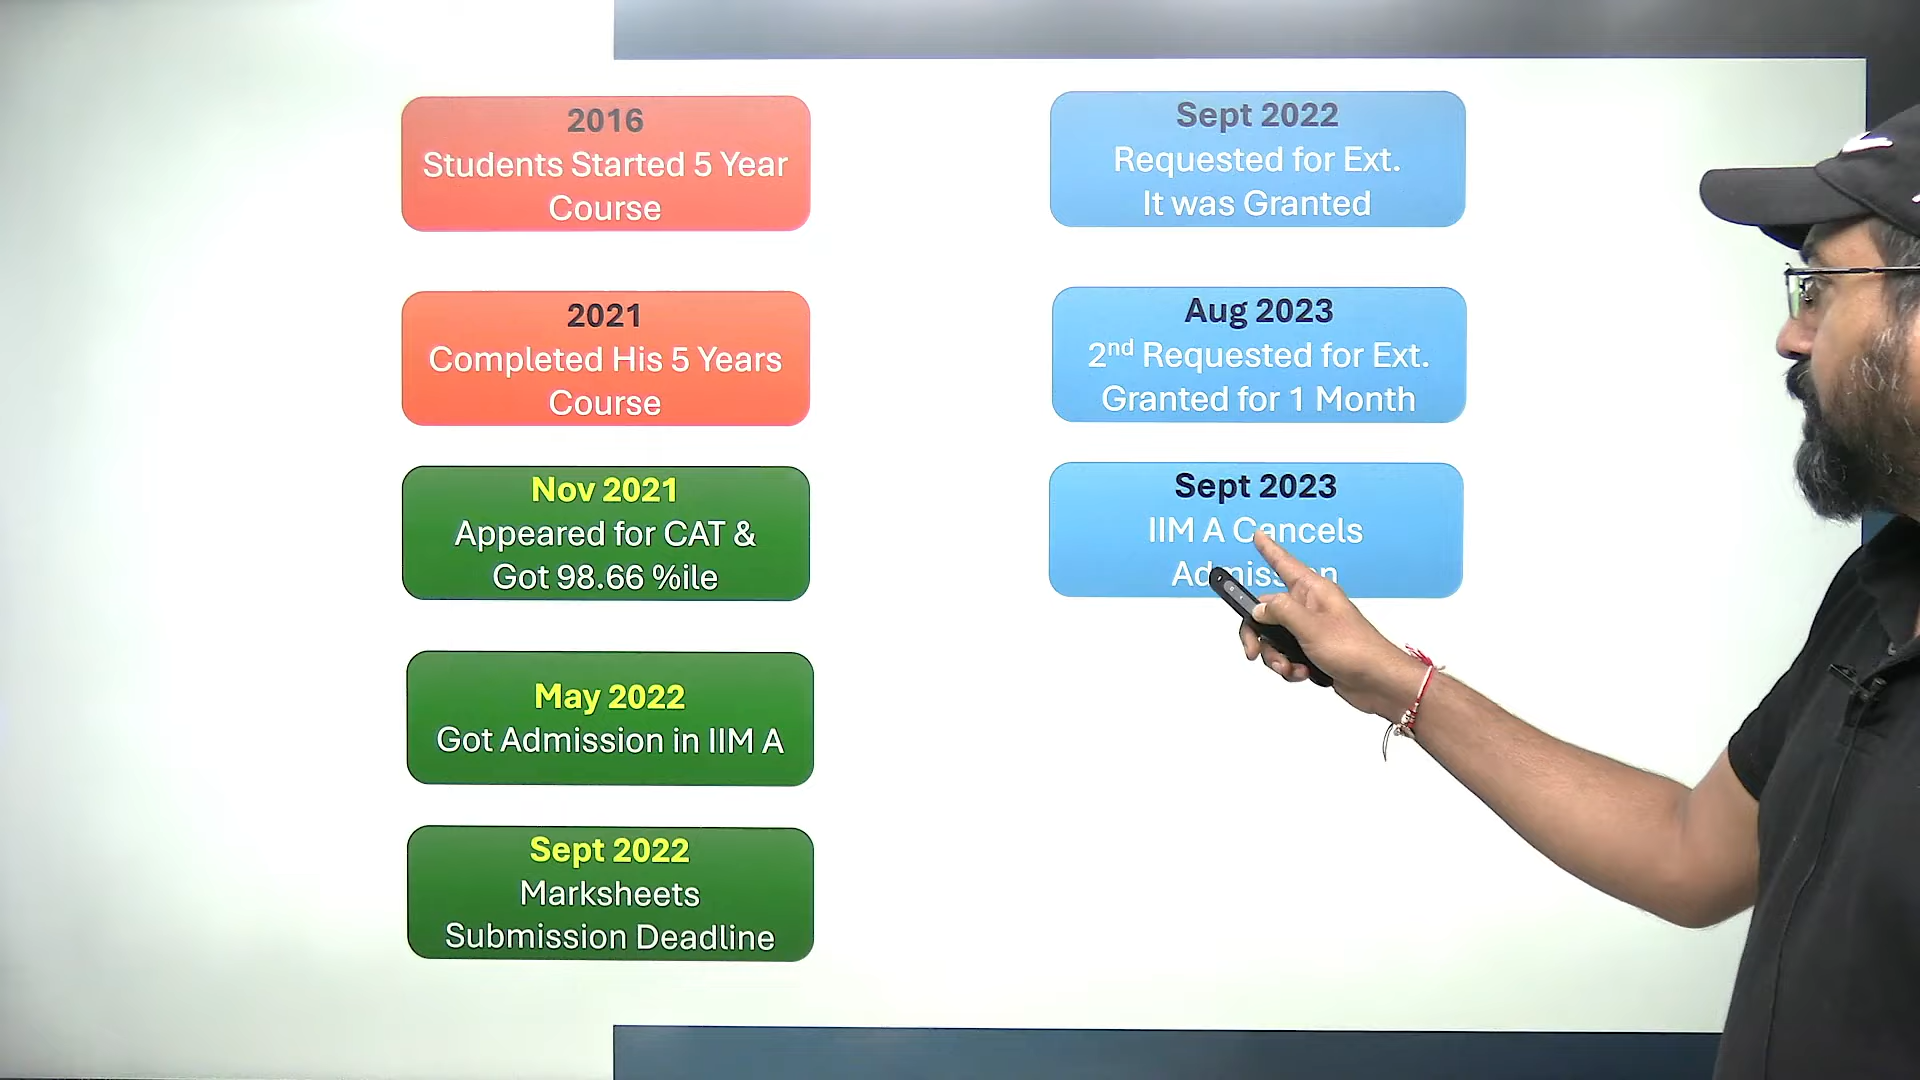 2016
Students Started 5 Year
Course
2021
Completed His 5 Years
Course
Nov 2021
Appeared for CAT &
Got 98.66 %ile
May 2022
Got Admission in IIM A
Sept 2022
Marksheets
Submission Deadline
Sept 2022
Requested for Ext.
It was Granted
Aug 2023
2nd Requested for Ext.
Granted for 1 Month
Sept 2023
IIM A Cancels
Admission